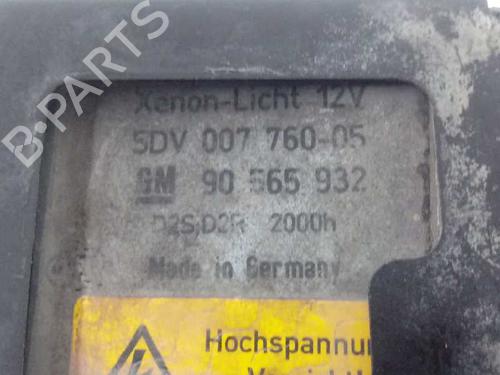 B-PARTS
Xenon-Licht 12V
5DV 007 760-05
GM 90 565 932
D2S,D2R 2000h
Made in Germany
Hochspannun
Vorsicht!